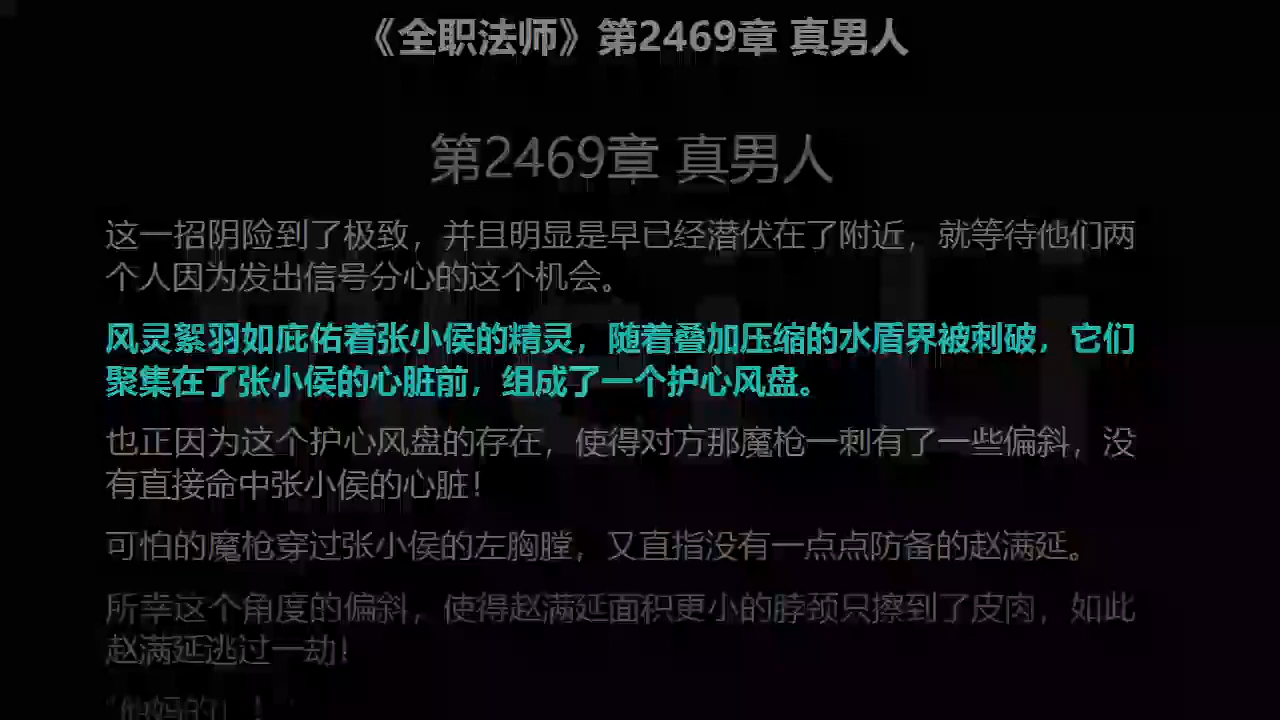 《全职法师》第2469章 真男人
第2469章 真男人
这一招阴险到了极致，并且明显是早已经潜伏在了附近，就等待他们两
个人因为发出信号分心的这个机会。
风灵絮羽如庇佑着张小侯的精灵，随着叠加压缩的水盾界被刺破，它们
聚集在了张小侯的心脏前，组成了一个护心风盘。
也正因为这个护心风盘的存在，使得对方那魔枪一刺有了一些偏斜，没
有直接命中张小侯的心脏！
可怕的魔枪穿过张小侯的左胸膛，又直指没有一点点防备的赵满延。
所幸这个角度的偏斜，使得赵满延面积更小的脖颈只擦到了皮肉，如此
赵满延逃过一劫！